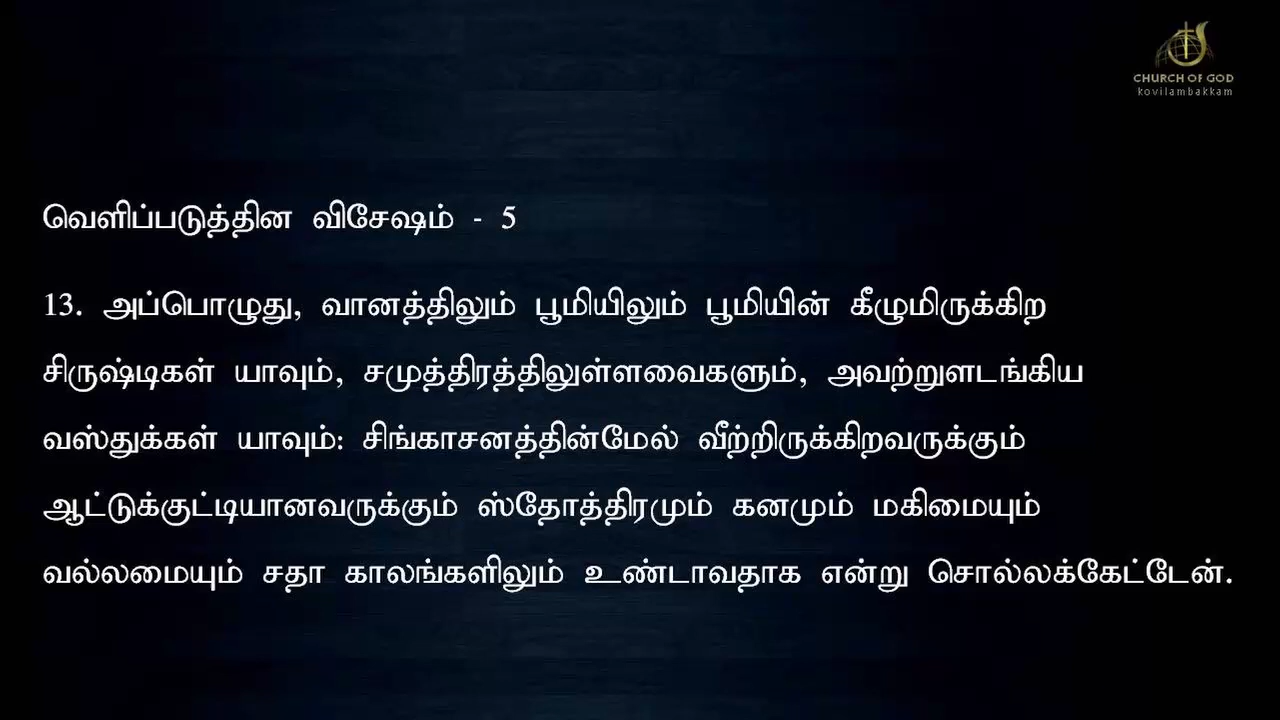 CHURCH OF GOD
kovilambakkam
வெளிப்படுத்தின விசேஷம் - 5
13. அப்பொழுது, வானத்திலும் பூமியிலும் பூமியின் கீழுமிருக்கிற
சிருஷ்டிகள் யாவும், சமுத்திரத்திலுள்ளவைகளும், அவற்றுளடங்கிய
வஸ்துக்கள் யாவும்: சிங்காசனத்தின்மேல் வீற்றிருக்கிறவருக்கும்
ஆட்டுக்குட்டியானவருக்கும் ஸ்தோத்திரமும் கனமும் மகிமையும்
வல்லமையும் சதா காலங்களிலும் உண்டாவதாக என்று சொல்லக்கேட்டேன்.